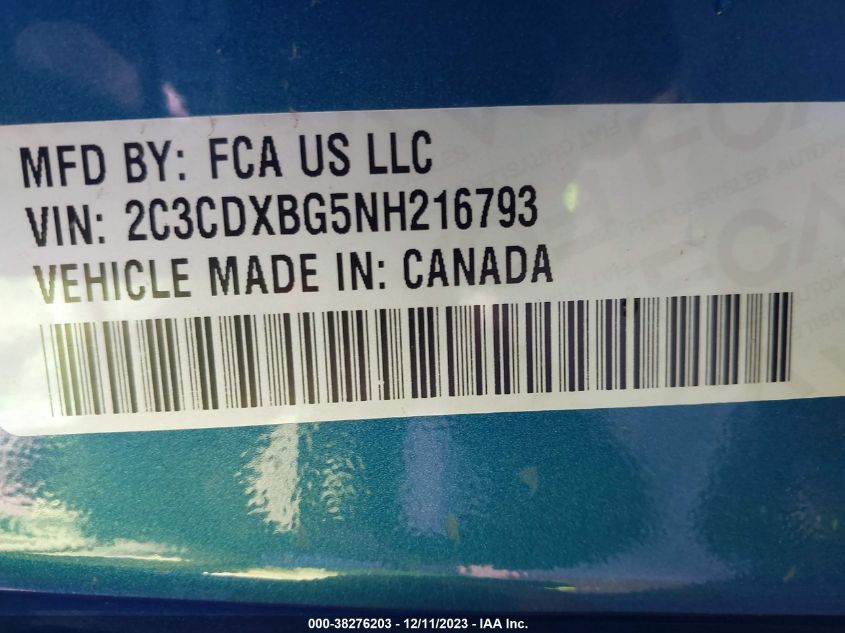 MFD BY: FCA US LLC
VIN: 2C3CDXBG5NH216793
VEHICLE MADE IN: CANADA
000-38276203 - 12/11/2023 - IAA Inc.